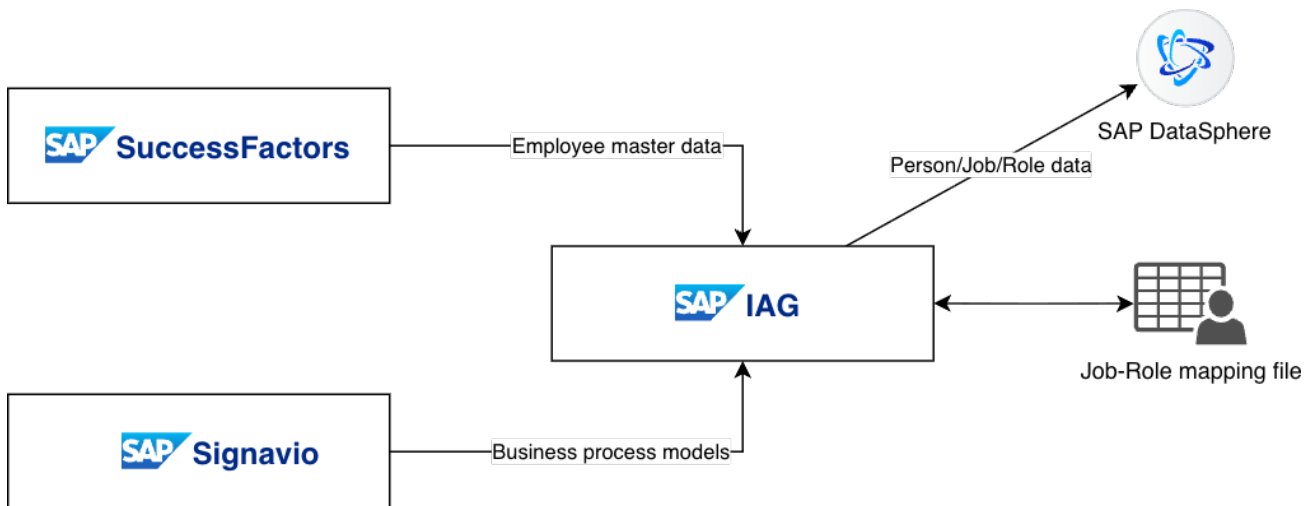 SAP SuccessFactors
Employee master data
SAP DataSphere
Person/Job/Role data
SAP IAG
Job-Role mapping file
SAP Signavio
Business process models